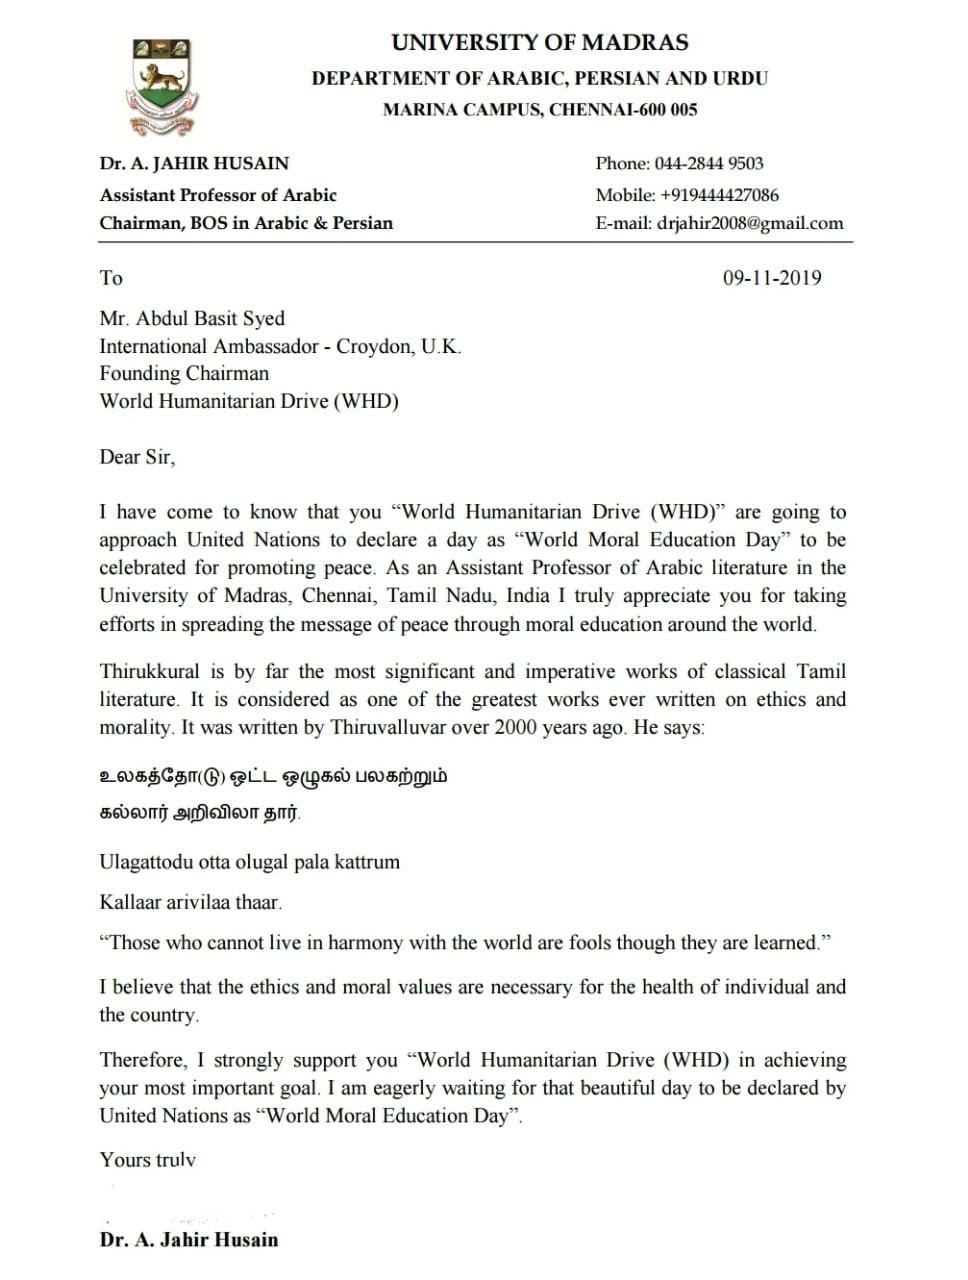 UNIVERSITY OF MADRAS
DEPARTMENT OF ARABIC, PERSIAN AND URDU
MARINA CAMPUS, CHENNAI-600 005
Dr. A. JAHIR HUSAIN
Assistant Professor of Arabic
Chairman, BOS in Arabic & Persian
Phone: 044-2844 9503
Mobile: +919444427086
E-mail: drjahir2008@gmail.com
To
09-11-2019
Mr. Abdul Basit Syed
International Ambassador - Croydon, U.K.
Founding Chairman
World Humanitarian Drive (WHD)
Dear Sir,
I have come to know that you “World Humanitarian Drive (WHD)” are going to
approach United Nations to declare a day as “World Moral Education Day” to be
celebrated for promoting peace. As an Assistant Professor of Arabic literature in the
University of Madras, Chennai, Tamil Nadu, India I truly appreciate you for taking
efforts in spreading the message of peace through moral education around the world.
Thirukkural is by far the most significant and imperative works of classical Tamil
literature. It is considered as one of the greatest works ever written on ethics and
morality. It was written by Thiruvalluvar over 2000 years ago. He says:
உலகத்தோ(டு) ஒட்ட ஒழுகல் பலகற்றும்
கல்லார் அறிவிலா தார்.
Ulagattodu otta olugal pala kattrum
Kallaar arivilaa thaar.
“Those who cannot live in harmony with the world are fools though they are learned.”
I believe that the ethics and moral values are necessary for the health of individual and
the country.
Therefore, I strongly support you “World Humanitarian Drive (WHD) in achieving
your most important goal. I am eagerly waiting for that beautiful day to be declared by
United Nations as “World Moral Education Day”.
Yours truly
Dr. A. Jahir Husain